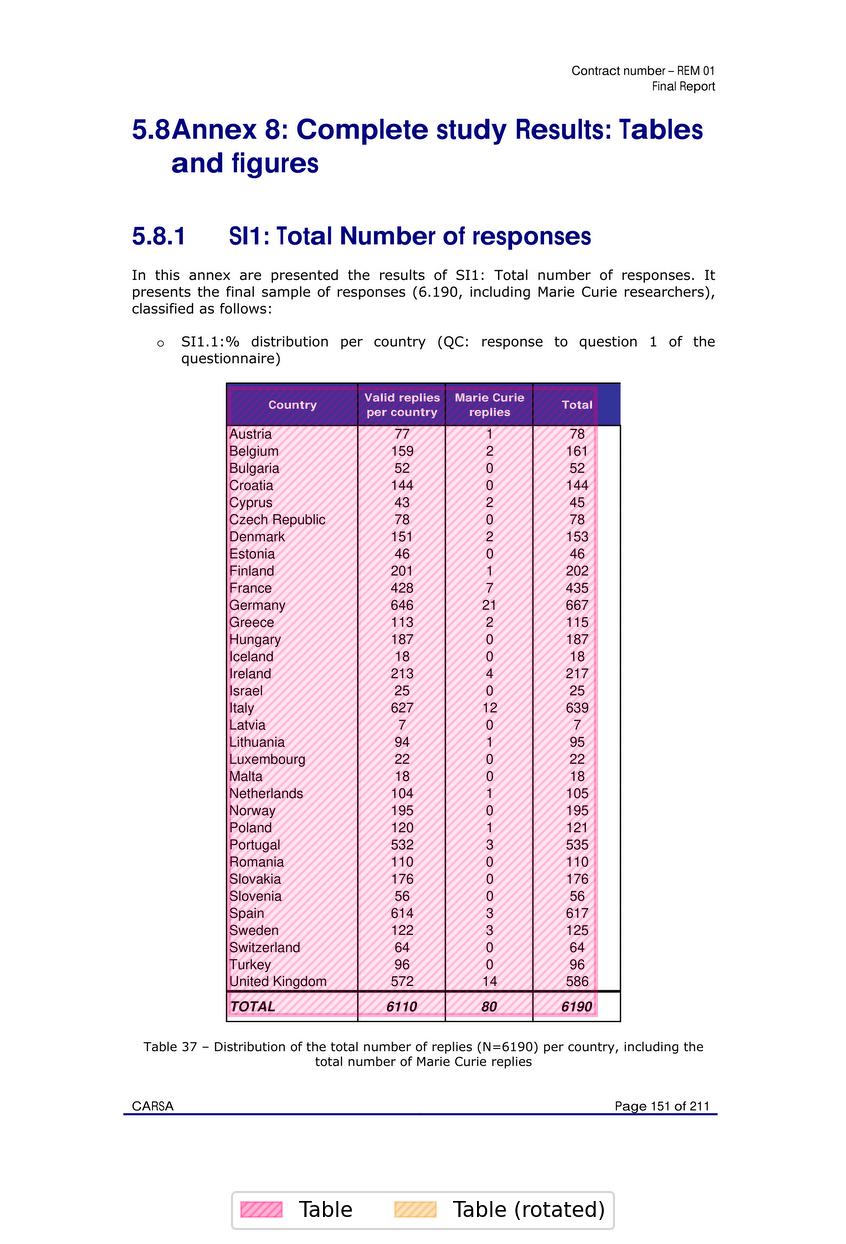 Contract number – REM 01
Final Report
5.8Annex 8: Complete study Results: Tables
and figures
5.8.1 SI1: Total Number of responses
In this annex are presented the results of SI1: Total number of responses. It
presents the final sample of responses (6.190, including Marie Curie researchers),
classified as follows:
o SI1.1:% distribution per country (QC: response to question 1 of the
questionnaire)
Country Valid replies per country Marie Curie replies Total
Austria 77 1 78
Belgium 159 2 161
Bulgaria 52 0 52
Croatia 144 0 144
Cyprus 43 2 45
Czech Republic 78 0 78
Denmark 151 2 153
Estonia 46 0 46
Finland 201 1 202
France 428 7 435
Germany 646 21 667
Greece 113 2 115
Hungary 187 0 187
Iceland 18 0 18
Ireland 213 4 217
Israel 25 0 25
Italy 627 12 639
Latvia 7 0 7
Lithuania 94 1 95
Luxembourg 22 0 22
Malta 18 0 18
Netherlands 104 1 105
Norway 195 0 195
Poland 120 1 121
Portugal 532 3 535
Romania 110 0 110
Slovakia 176 0 176
Slovenia 56 0 56
Spain 614 3 617
Sweden 122 3 125
Switzerland 64 0 64
Turkey 96 0 96
United Kingdom 572 14 586
TOTAL 6110 80 6190
Table 37 – Distribution of the total number of replies (N=6190) per country, including the
total number of Marie Curie replies
CARSA Page 151 of 211
Table Table (rotated)